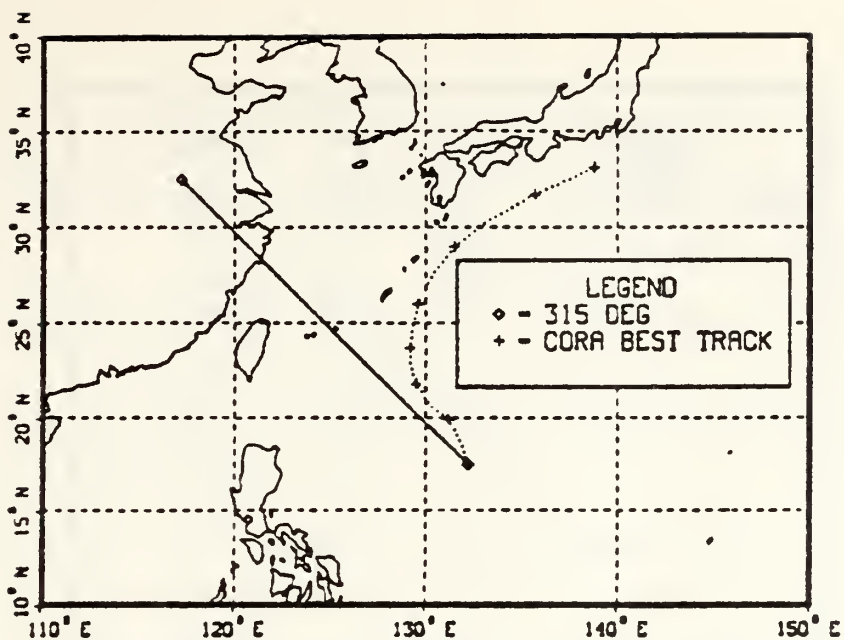 40° N
35° N
30° N
25° N
20° N
15° N
10° N
LEGEND
◇ = 315 DEG
+ = CORA BEST TRACK
110° E 120° E 130° E 140° E 150° E